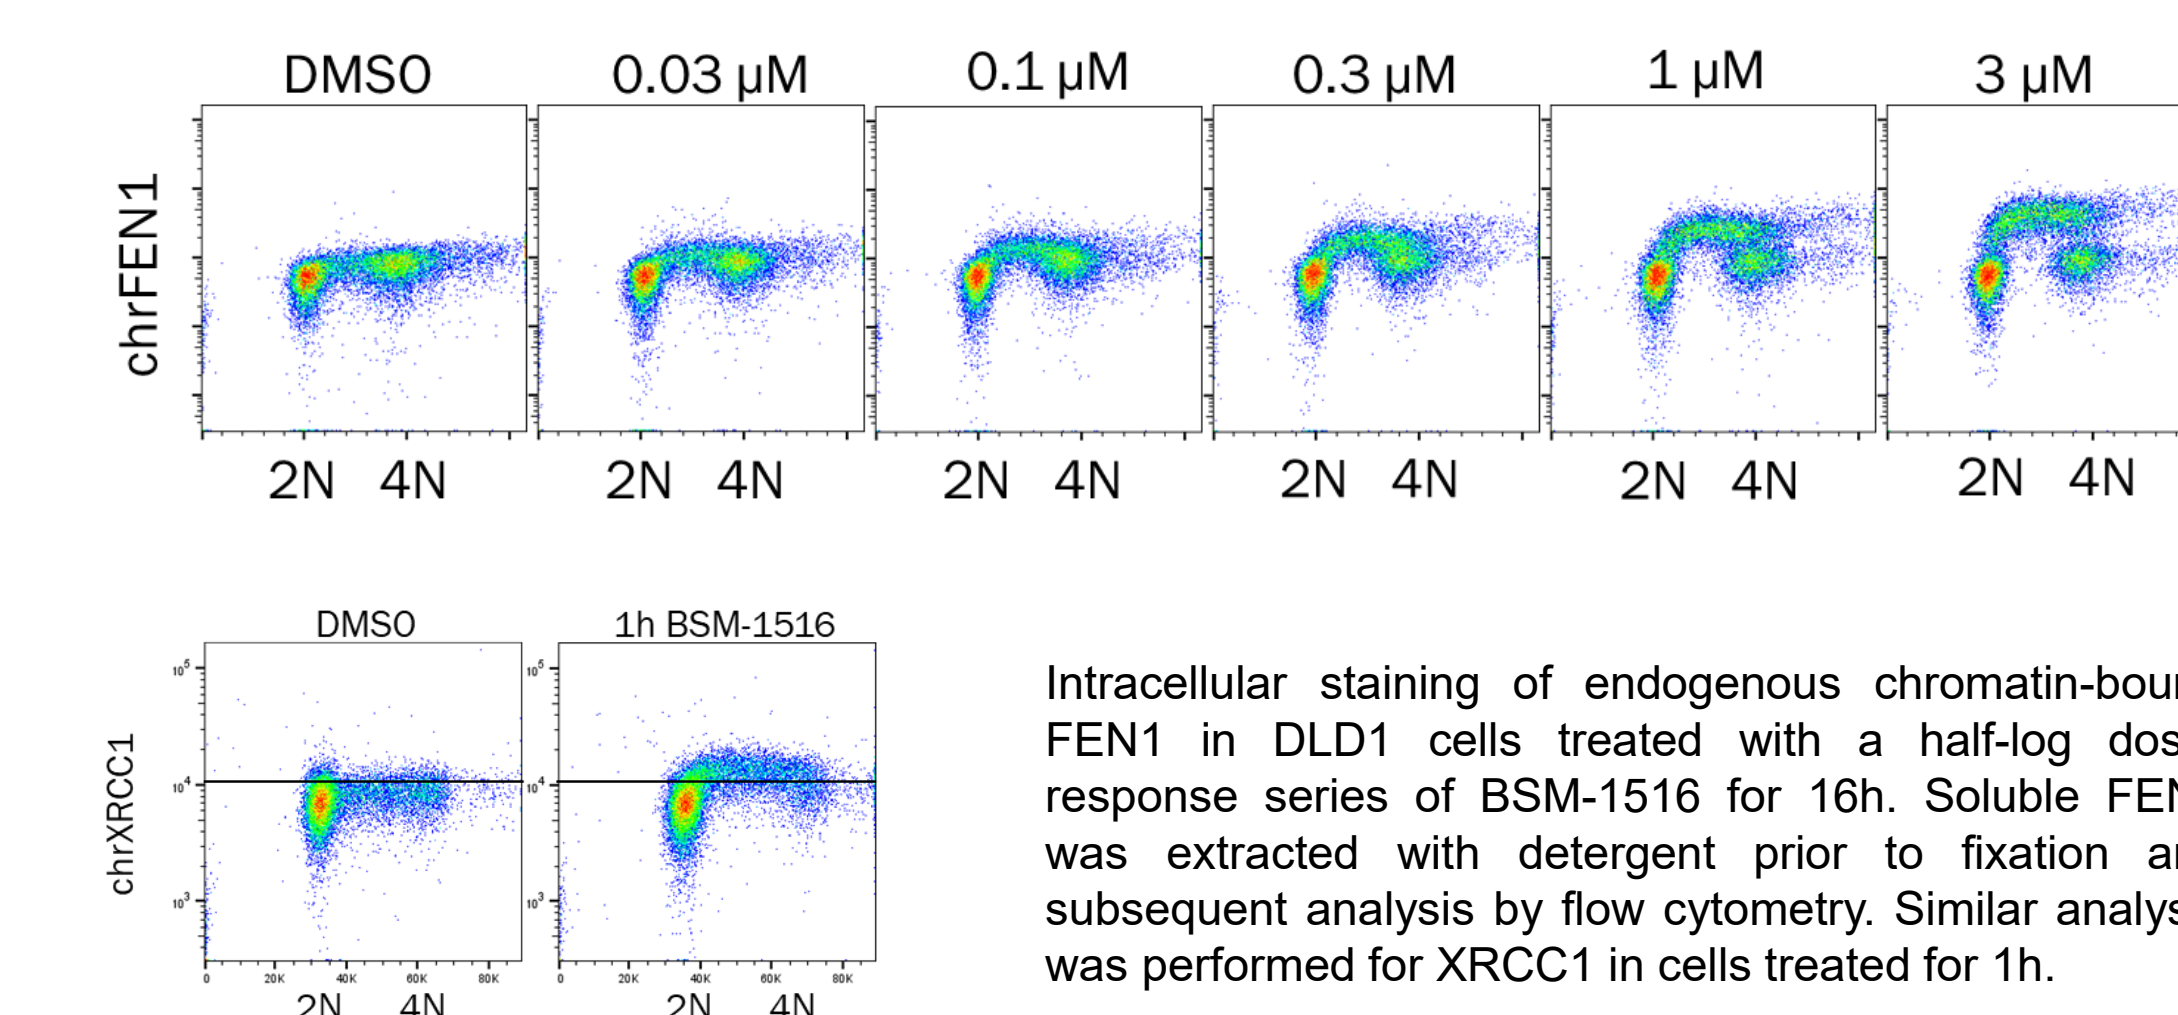 DMSO 0.03 µM 0.1 µM 0.3 µM 1 µM 3 µM
chrFEN1
2N 4N 2N 4N 2N 4N 2N 4N 2N 4N 2N 4N
DMSO 1h BSM-1516
chrXRCC1
10⁵ 10⁵
10⁴ 10⁴
10³ 10³
0 20K 40K 60K 80K 0 20K 40K 60K 80K
2N 4N 2N 4N
Intracellular staining of endogenous chromatin-boun
FEN1 in DLD1 cells treated with a half-log dos
response series of BSM-1516 for 16h. Soluble FEN
was extracted with detergent prior to fixation an
subsequent analysis by flow cytometry. Similar analys
was performed for XRCC1 in cells treated for 1h.